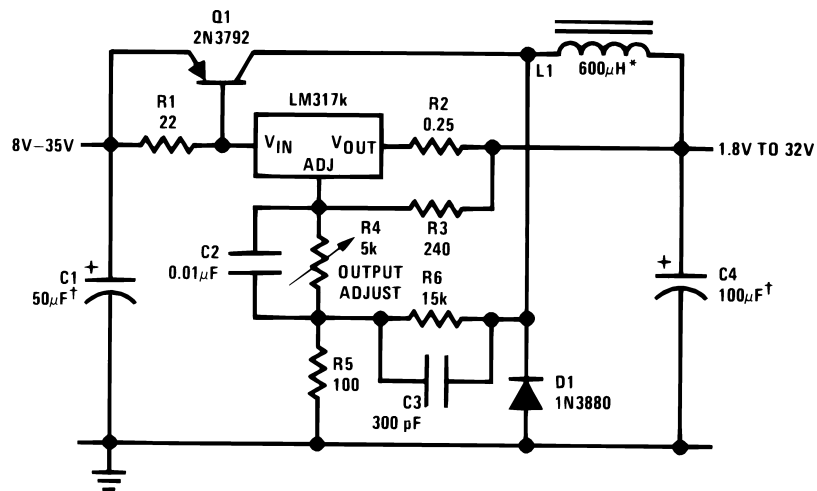 Q1
2N3792
R1
22
LM317k
VIN
VOUT
ADJ
R2
0.25
L1
600μH*
8V–35V
1.8V TO 32V
R3
240
R4
5k
OUTPUT
ADJUST
C2
0.01μF
R6
15k
C1
+
50μF†
+
C4
100μF†
R5
100
C3
300 pF
D1
1N3880